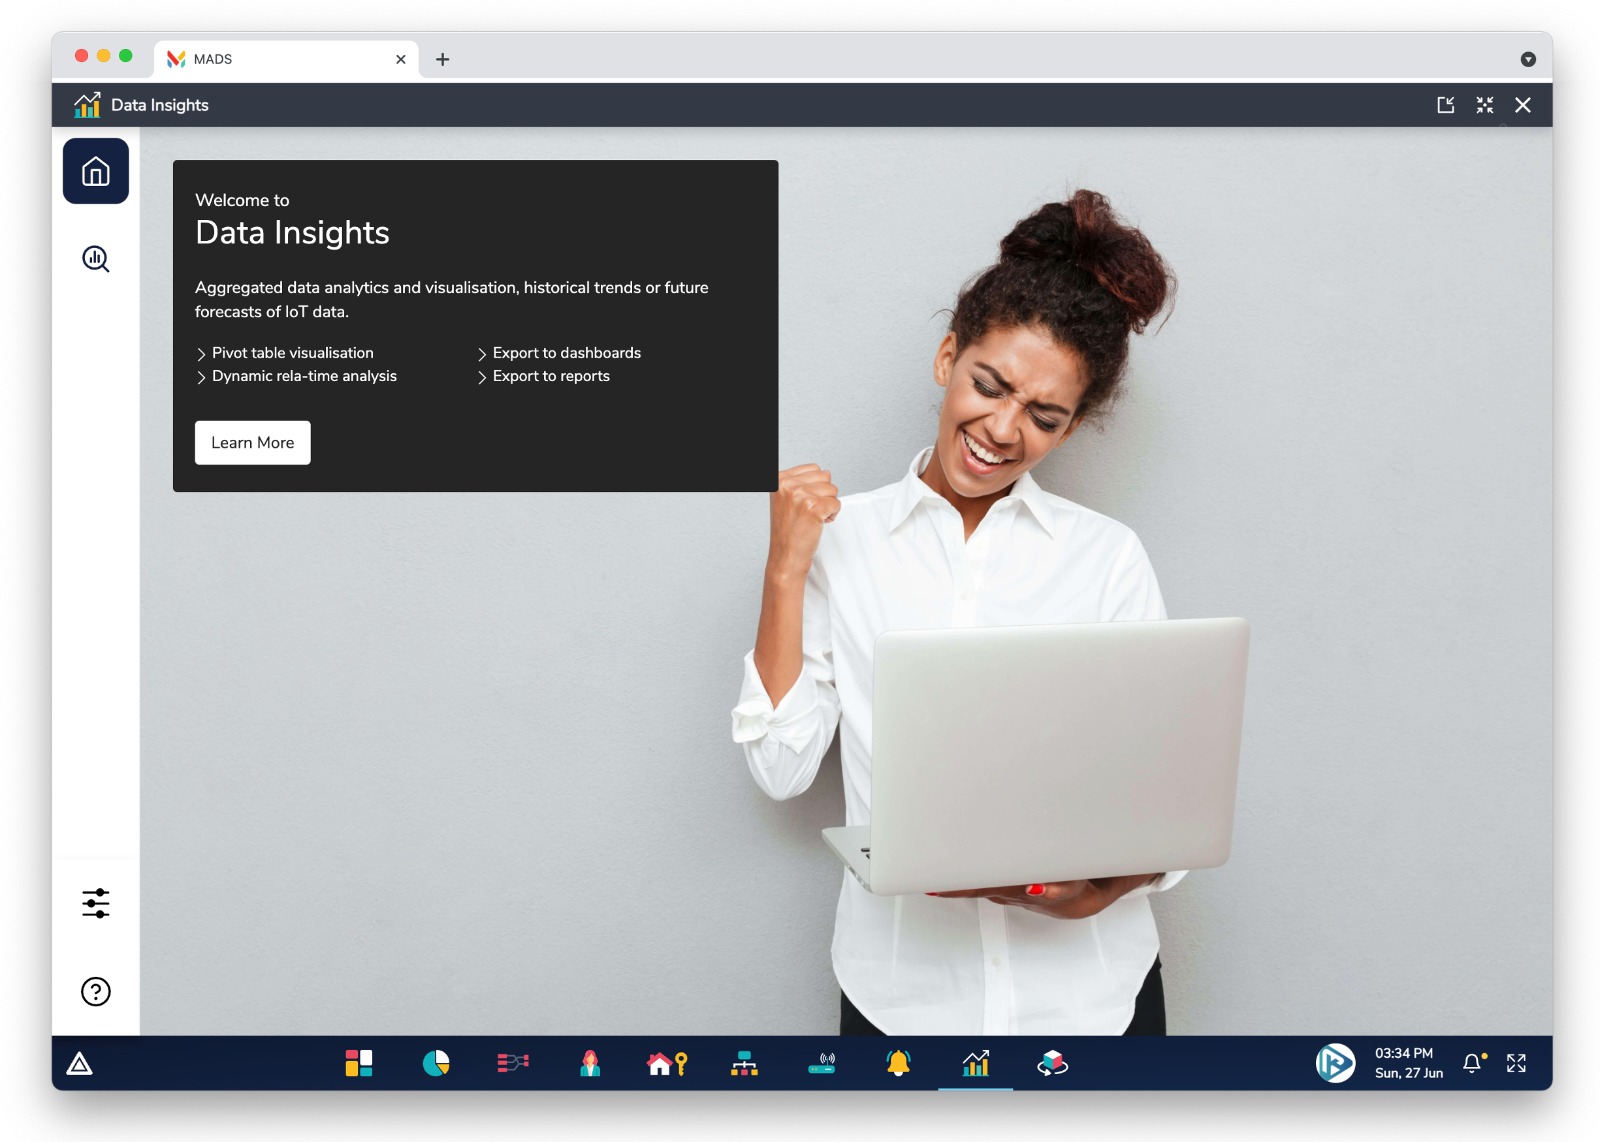 MADS
Data Insights
Welcome to
Data Insights
Aggregated data analytics and visualisation, historical trends or future
forecasts of IoT data.
Pivot table visualisation
Export to dashboards
Dynamic rela-time analysis
Export to reports
Learn More
03:34 PM
Sun, 27 Jun